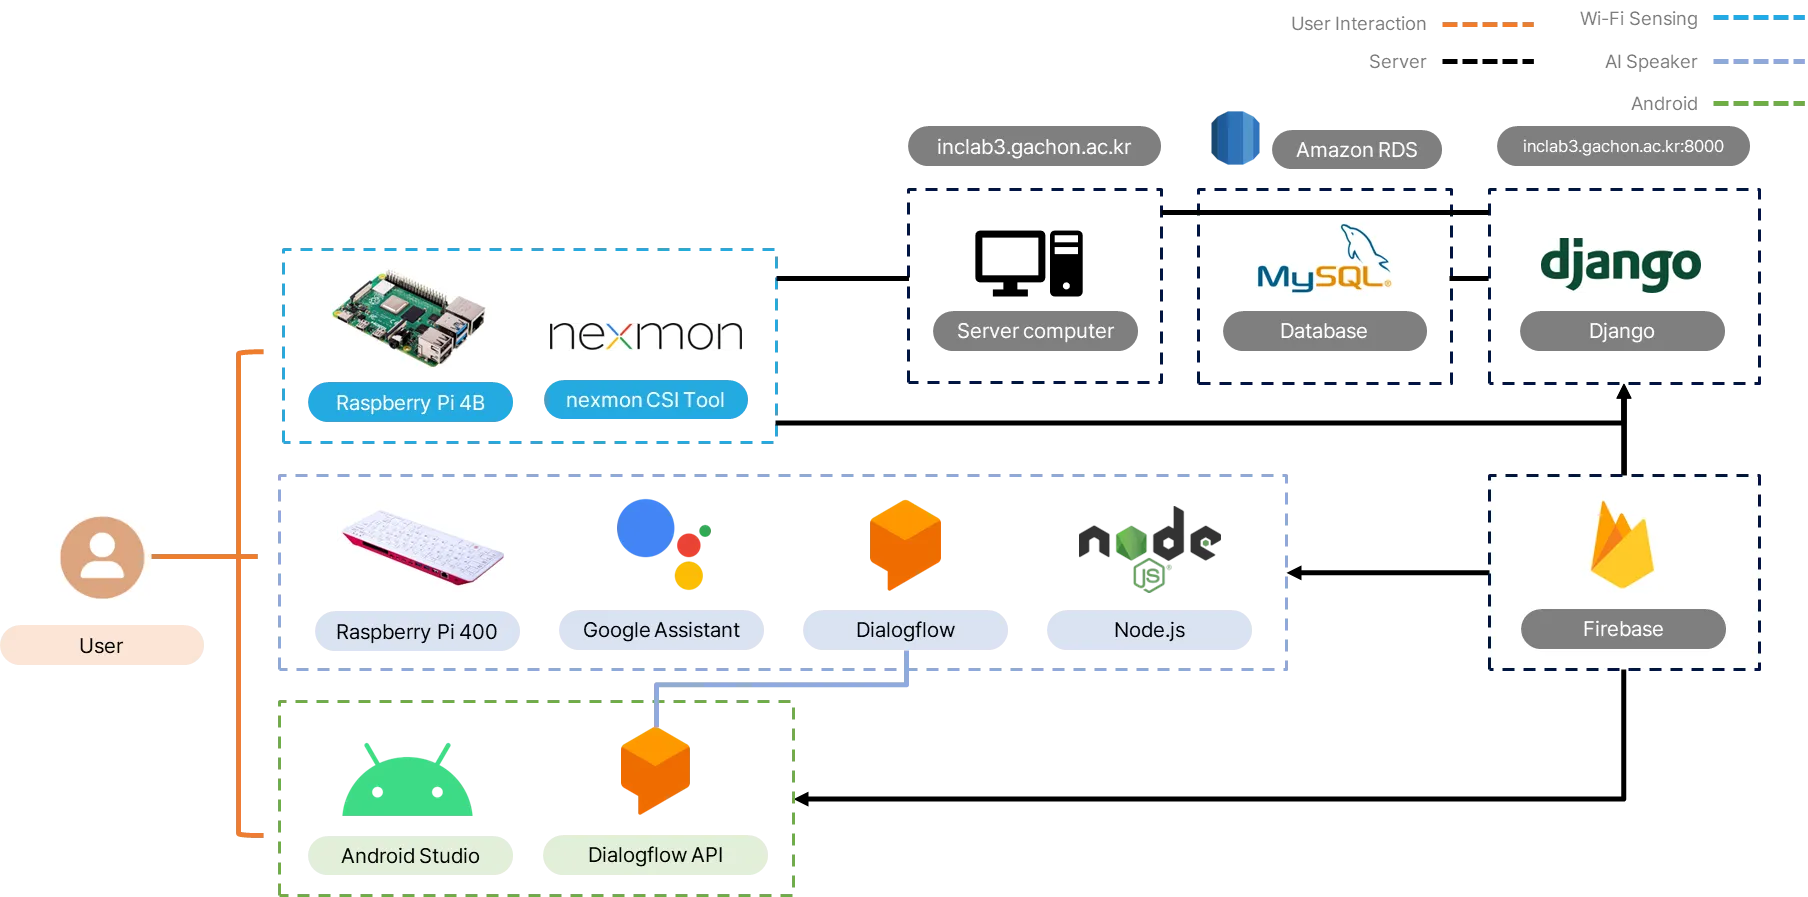 User Interaction
Wi-Fi Sensing
Server
AI Speaker
Android
inclab3.gachon.ac.kr
Amazon RDS
inclab3.gachon.ac.kr:8000
MySQL®
django
Server computer
Database
Django
nexmon
Raspberry Pi 4B
nexmon CSI Tool
node
JS®
Raspberry Pi 400
Google Assistant
Dialogflow
Node.js
Firebase
User
Android Studio
Dialogflow API